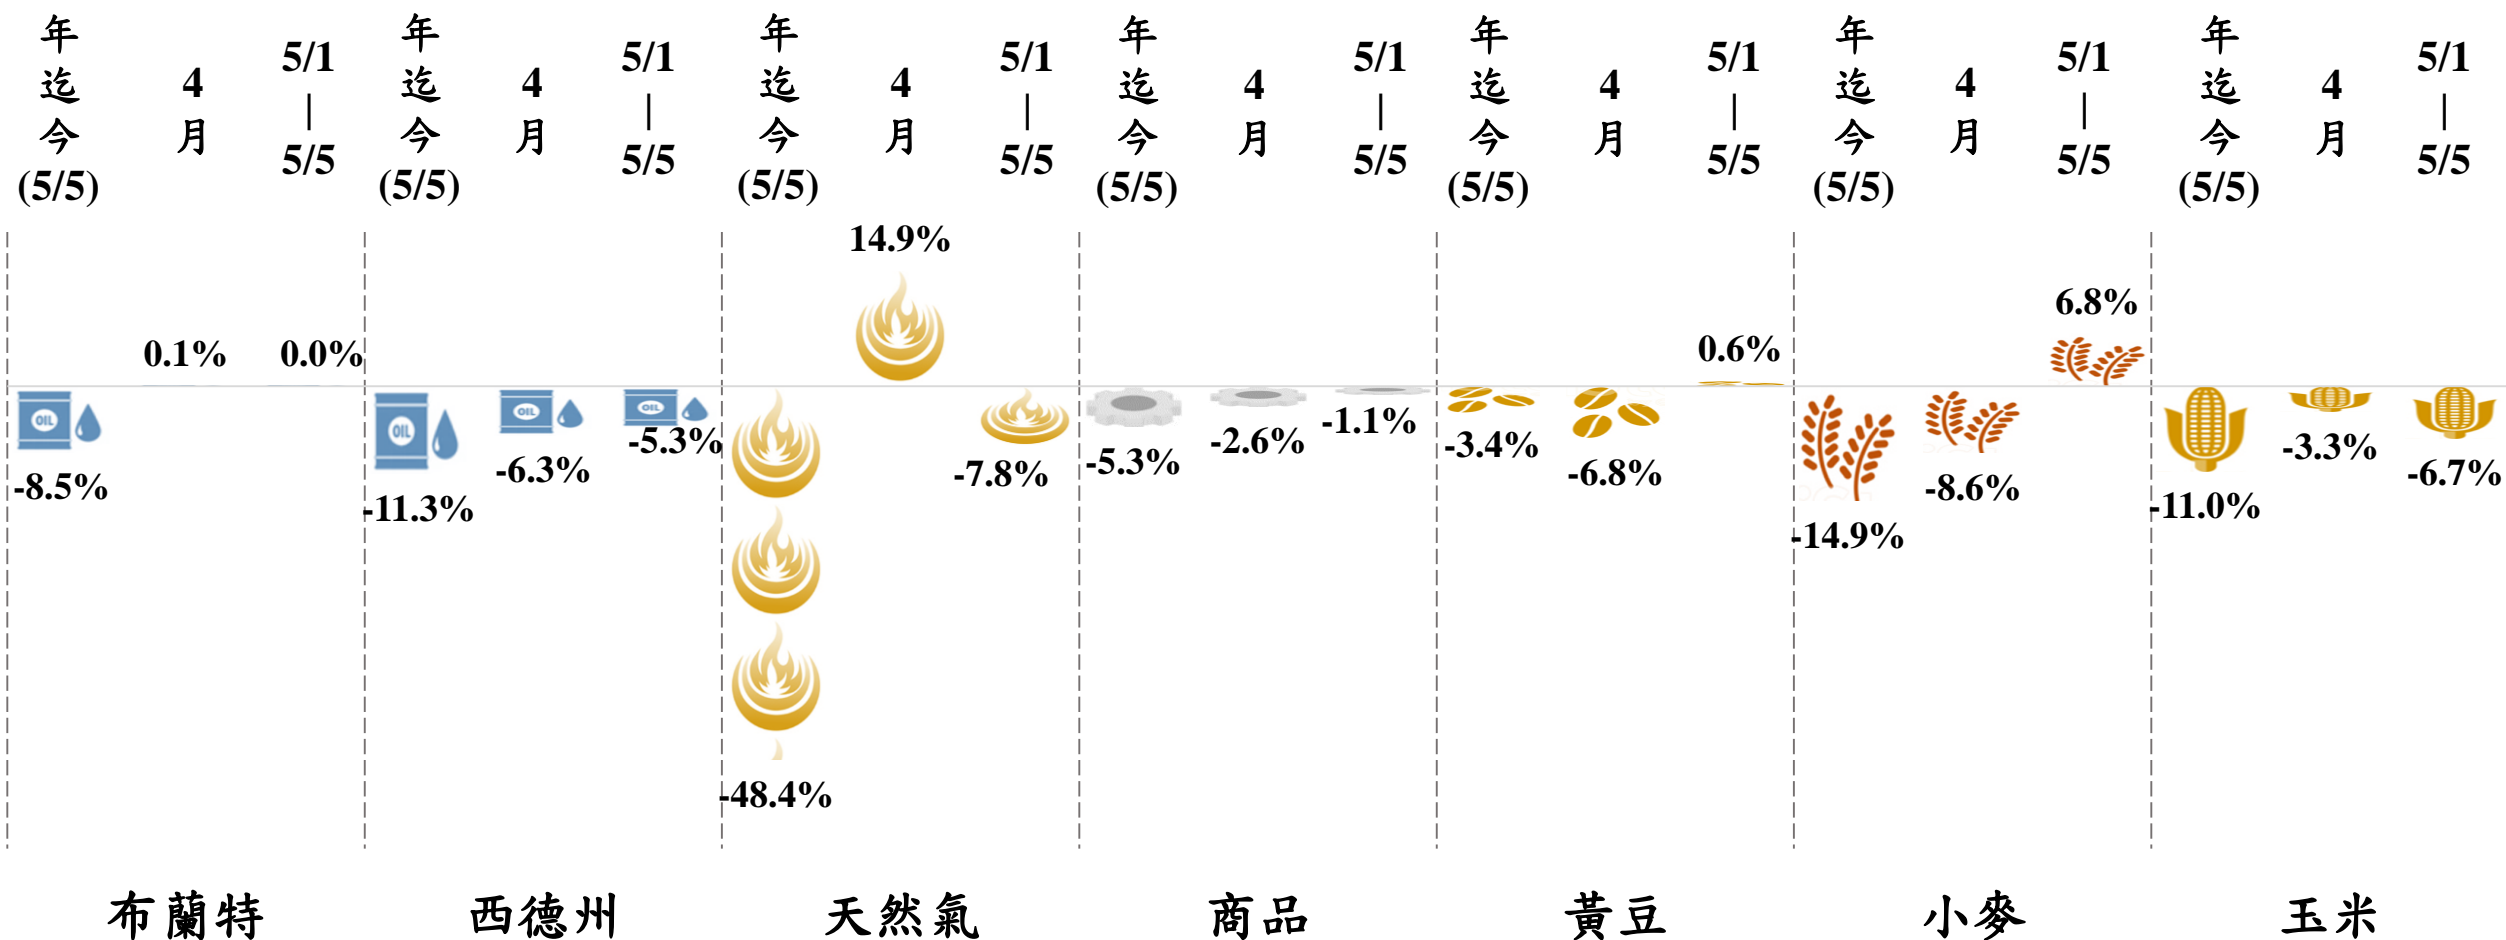 年迄今(5/5) 4月 5/1|5/5 年迄今(5/5) 4月 5/1|5/5 年迄今(5/5) 4月 5/1|5/5 年迄今(5/5) 4月 5/1|5/5 年迄今(5/5) 4月 5/1|5/5 年迄今(5/5) 4月 5/1|5/5 年迄今(5/5) 4月 5/1|5/5
-8.5% 0.1% 0.0%
OIL
-11.3% -6.3% -5.3%
OIL OIL OIL
-48.4% 14.9% -7.8%
-5.3% -2.6% -1.1%
-3.4% -6.8% 0.6%
-14.9% -8.6% 6.8%
-11.0% -3.3% -6.7%
布蘭特 西德州 天然氣 商品 黃豆 小麥 玉米